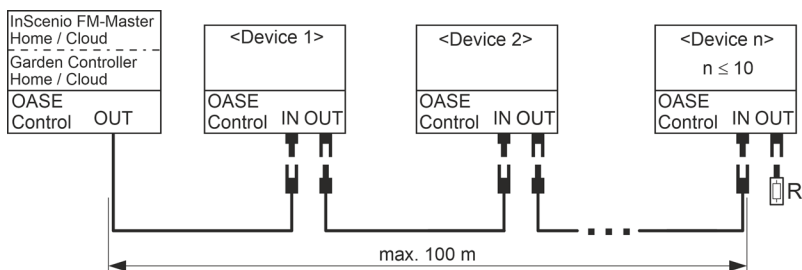 InScenio FM-Master
Home / Cloud
Garden Controller
Home / Cloud
OASE
Control OUT
<Device 1>
OASE
Control IN OUT
<Device 2>
OASE
Control IN OUT
<Device n>
n ≤ 10
OASE
Control IN OUT
R
max. 100 m